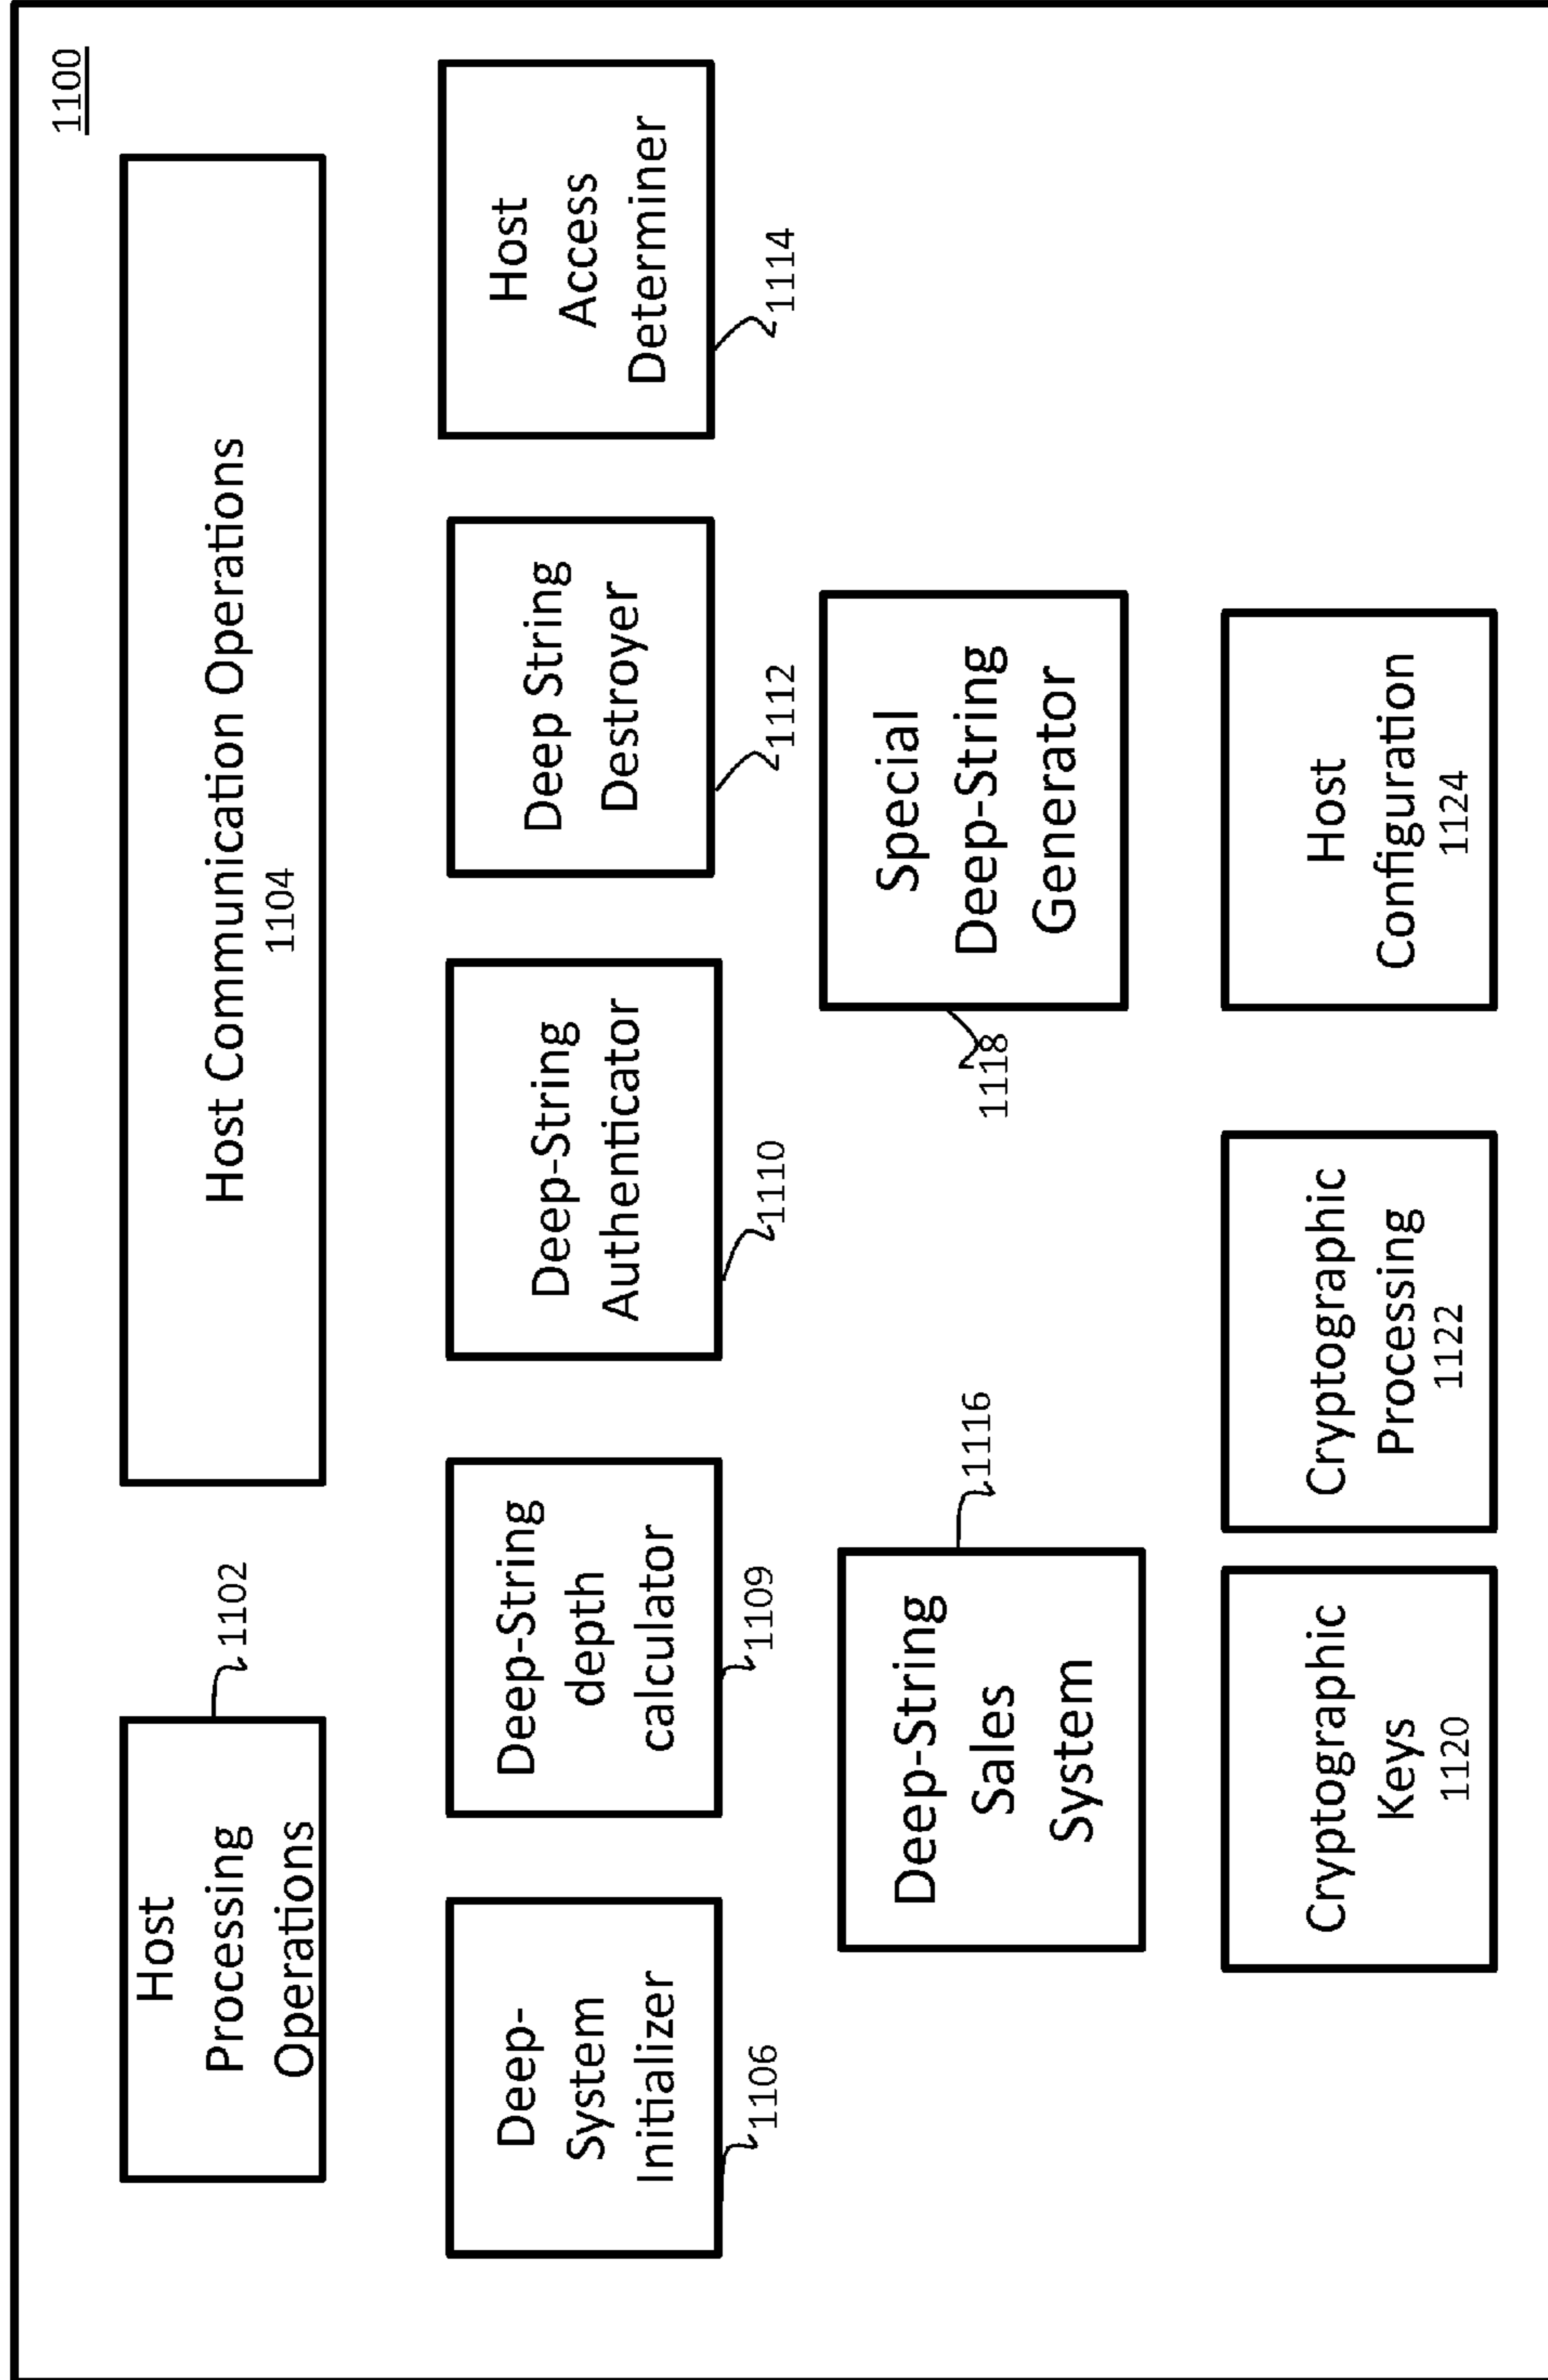 1100
Host
Processing
Operations
1102
Host Communication Operations
1104
Deep-
System
Initializer
1106
Deep-String
depth
calculator
1109
Deep-String
Authenticator
1110
Deep String
Destroyer
1112
Host
Access
Determiner
1114
Deep-String
Sales
System
1116
Special
Deep-String
Generator
1118
Cryptographic
Keys
1120
Cryptographic
Processing
1122
Host
Configuration
1124